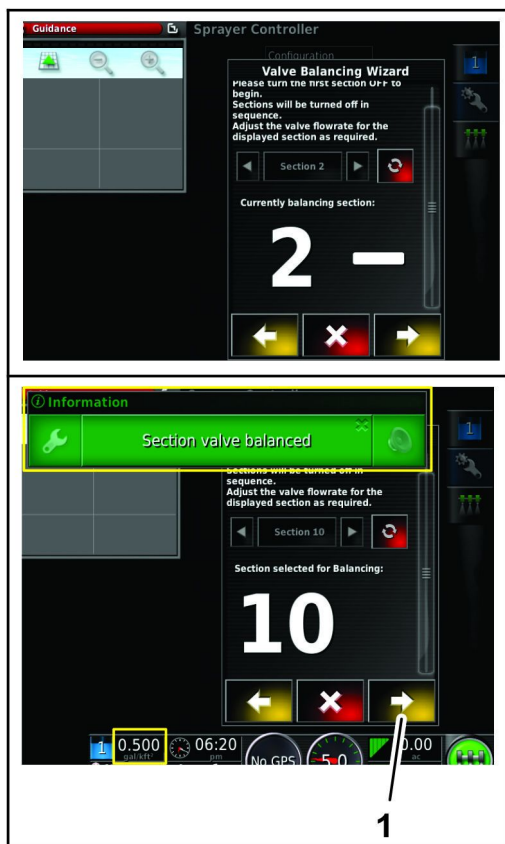 Guidance
Sprayer Controller
Configuration
Valve Balancing Wizard
Please turn the first section OFF to
begin.
Sections will be turned off in
sequence.
Adjust the valve flowrate for the
displayed section as required.
Section 2
Currently balancing section:
2 –
1
Information
Section valve balanced
1
Sections will be turned off in
sequence.
Adjust the valve flowrate for the
displayed section as required.
Section 10
Section selected for Balancing:
10
1 0.500 06:20 No GPS 5.0 0.00
gal/kft² pm ac
1